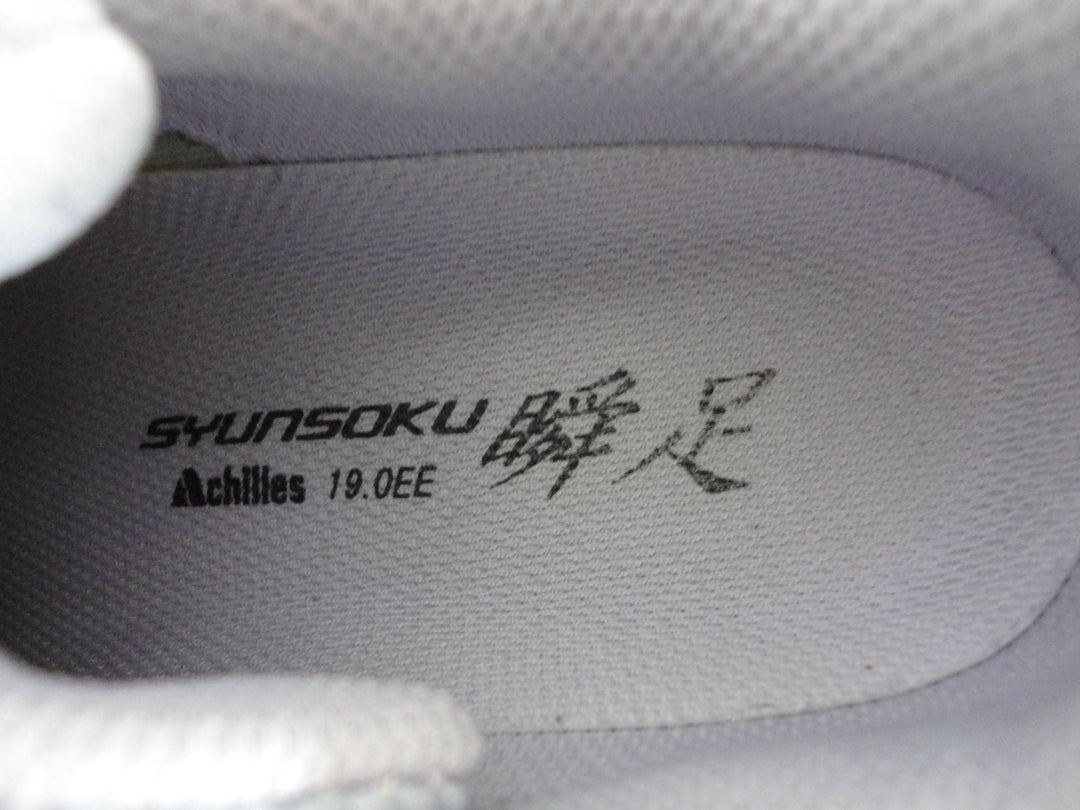 SYUNSOKU 瞬足
Achilles 19.0EE